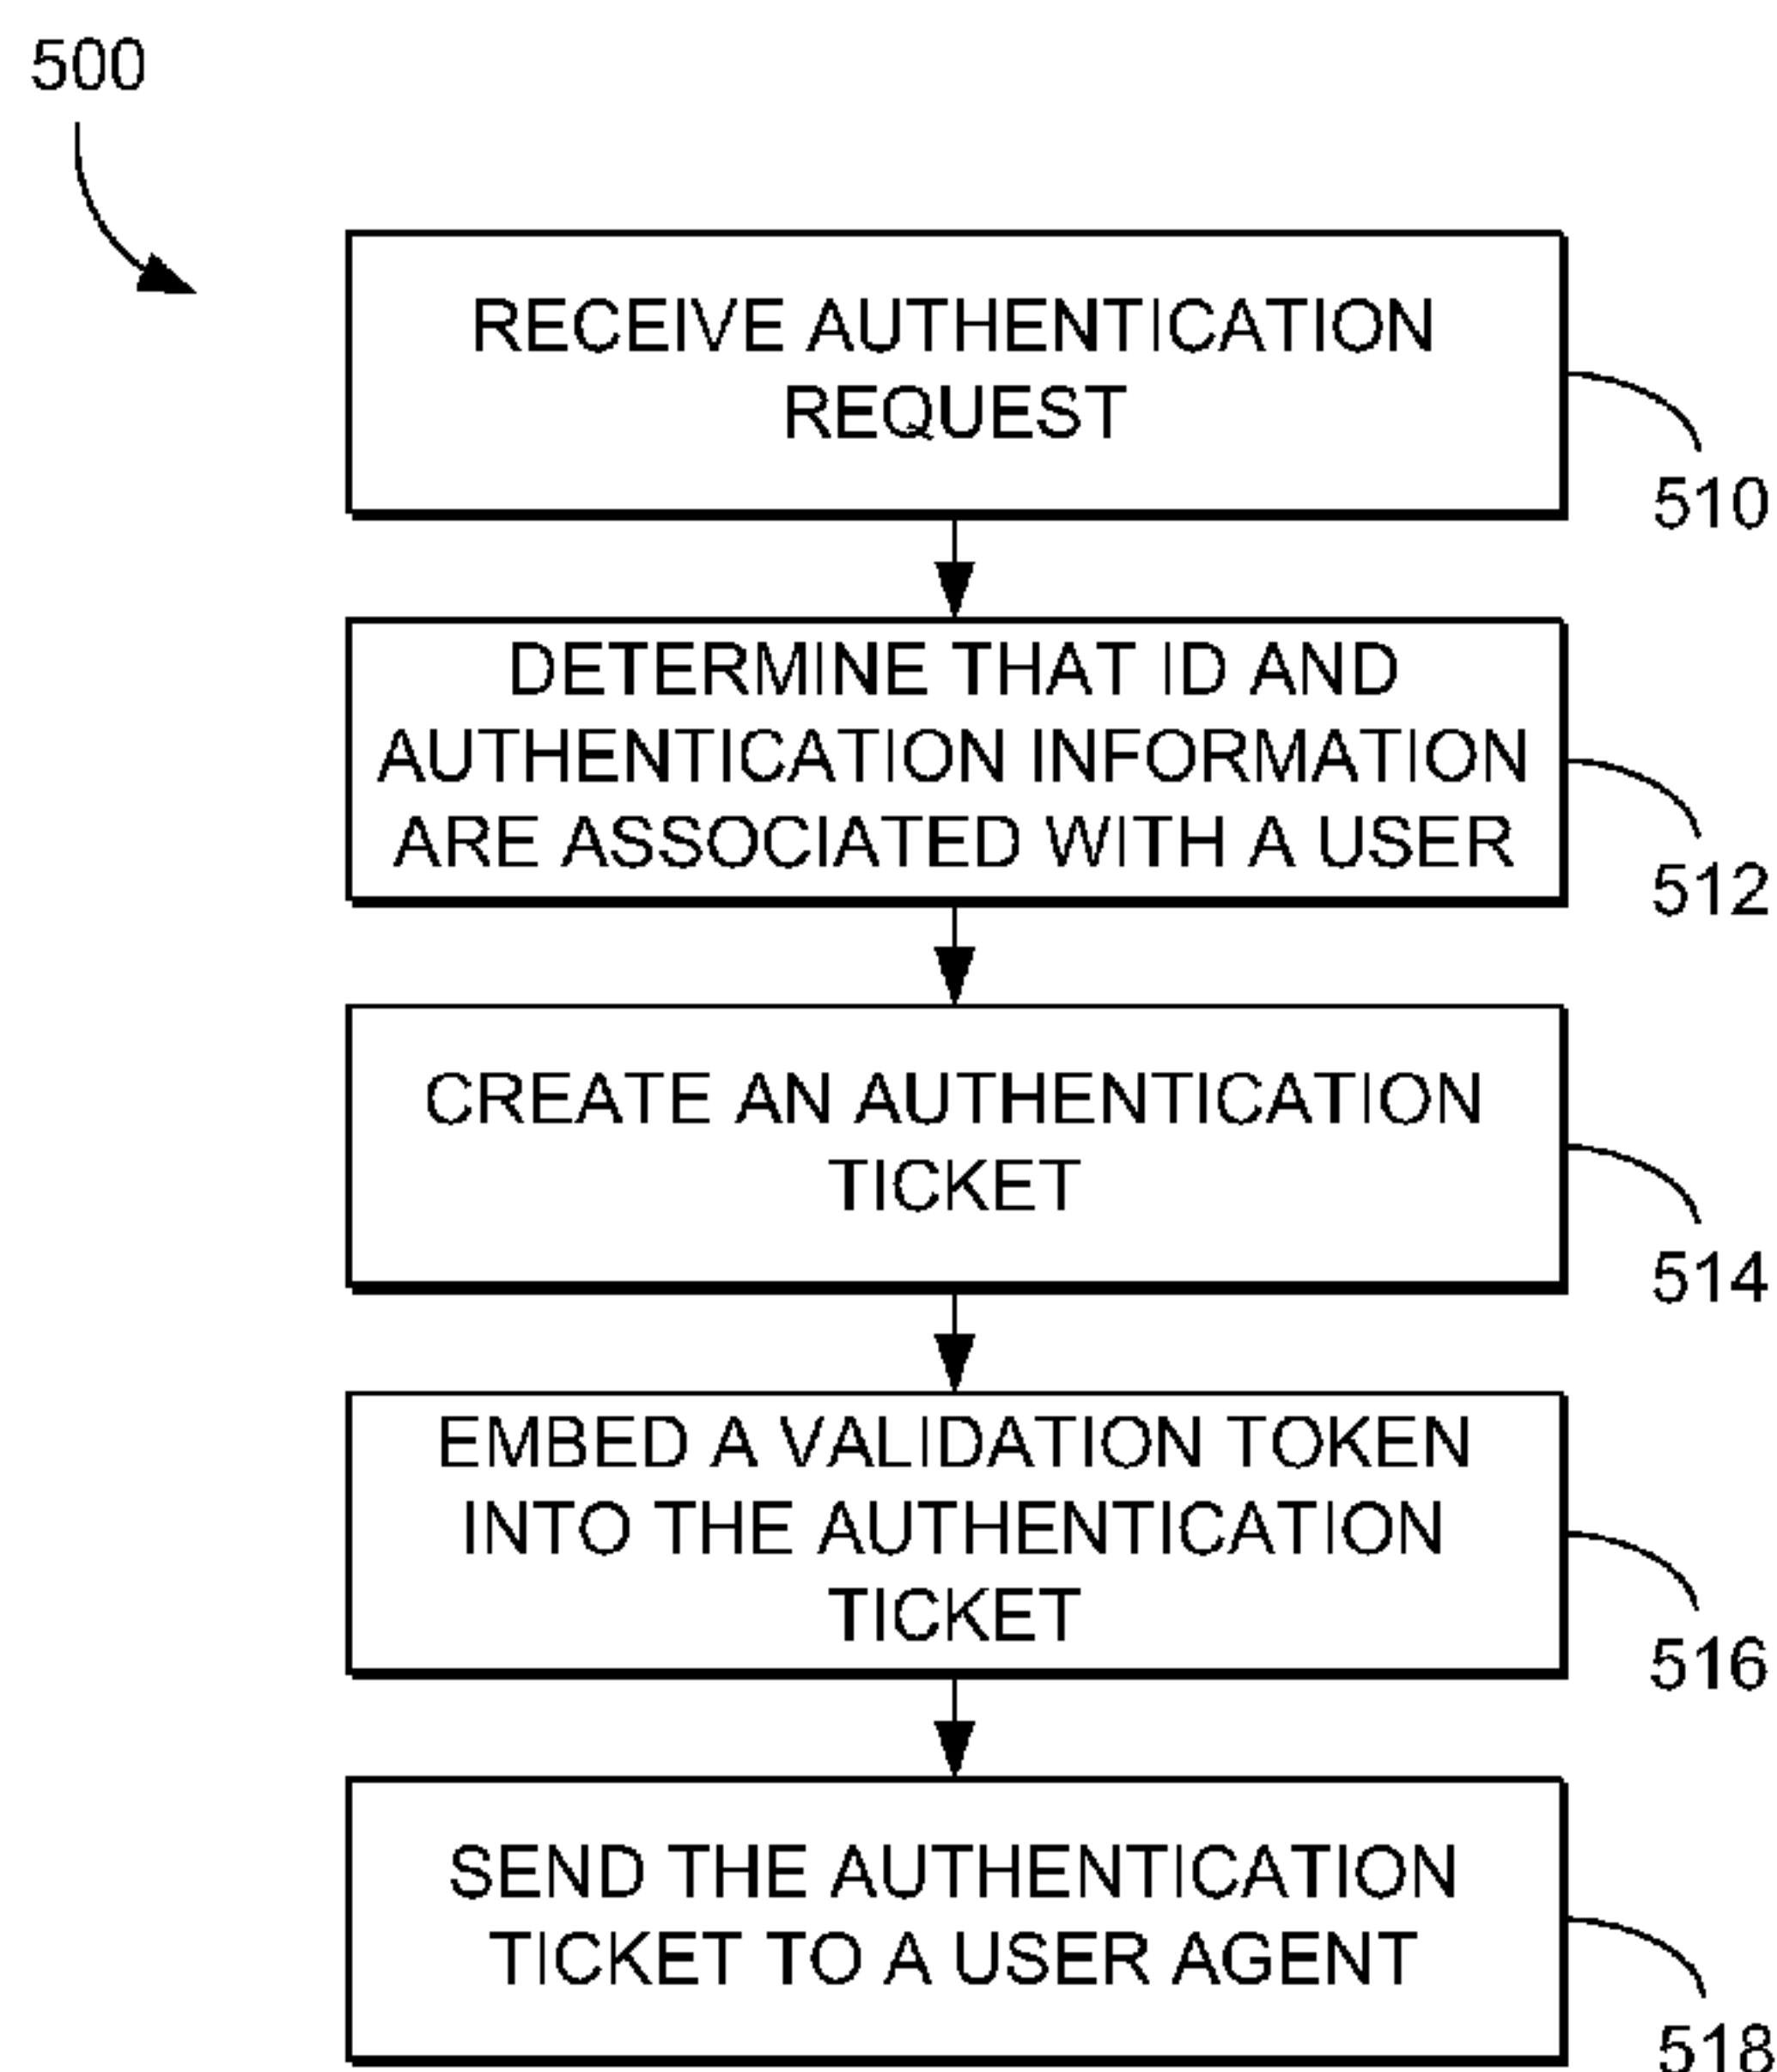 500
RECEIVE AUTHENTICATION
REQUEST
510
DETERMINE THAT ID AND
AUTHENTICATION INFORMATION
ARE ASSOCIATED WITH A USER
512
CREATE AN AUTHENTICATION
TICKET
514
EMBED A VALIDATION TOKEN
INTO THE AUTHENTICATION
TICKET
516
SEND THE AUTHENTICATION
TICKET TO A USER AGENT
518